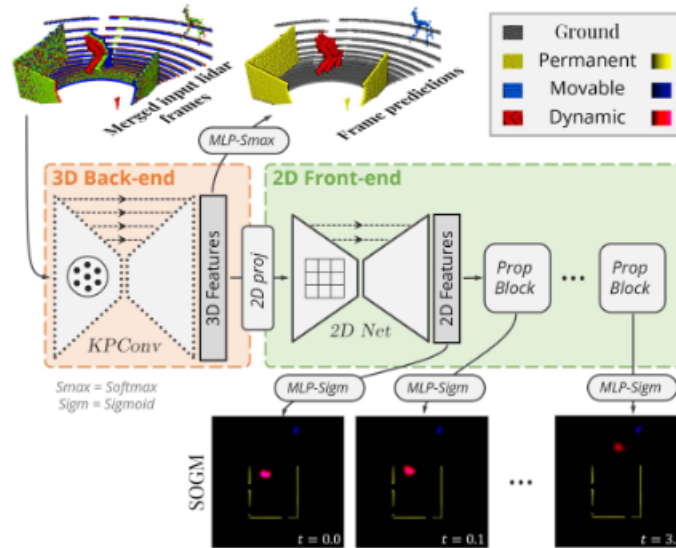 Merged input lidar
frames
Frame predictions
Ground
Permanent
Movable
Dynamic
MLP-Smax
3D Back-end
2D Front-end
KPConv
3D Features
2D proj
2D Net
2D Features
Prop
Block
...
Prop
Block
Smax = Softmax
Sigm = Sigmoid
MLP-Sigm
MLP-Sigm
MLP-Sigm
SOGM
t = 0.0
t = 0.1
...
t = 3.